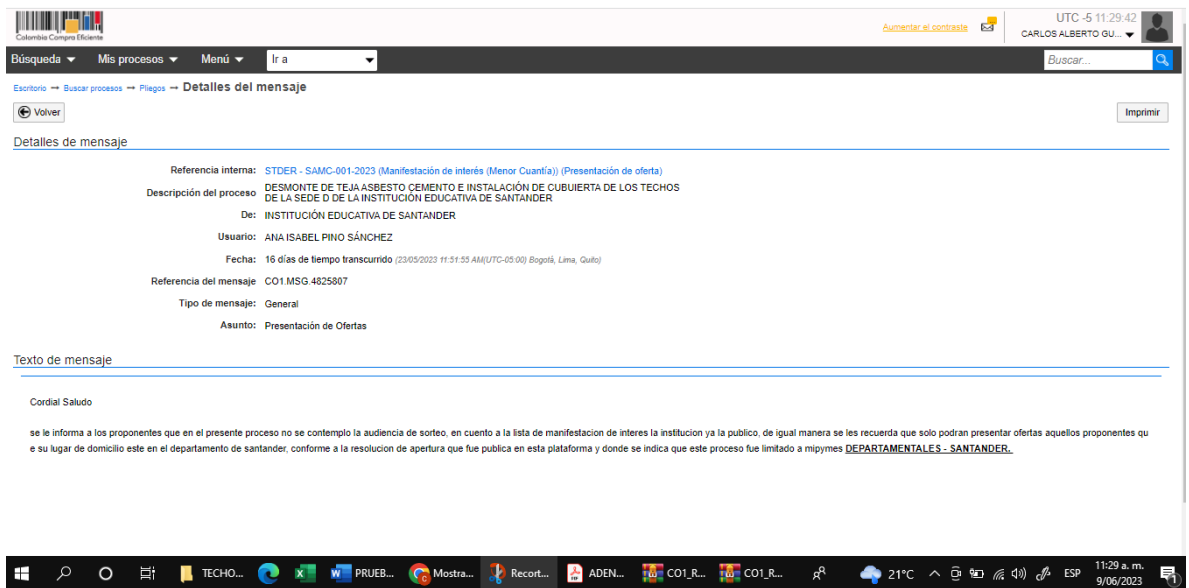 Colombia Compra Eficiente
Aumentar el contraste
UTC -5 11:29:42
CARLOS ALBERTO GU...
Búsqueda Mis procesos Menú Ir a Buscar...
Escritorio → Buscar procesos → Pliegos → Detalles del mensaje
Volver Imprimir
Detalles de mensaje
Referencia interna: STDER - SAMC-001-2023 (Manifestación de interés (Menor Cuantía)) (Presentación de oferta)
Descripción del proceso DESMONTE DE TEJA ASBESTO CEMENTO E INSTALACIÓN DE CUBUIERTA DE LOS TECHOS
DE LA SEDE D DE LA INSTITUCIÓN EDUCATIVA DE SANTANDER
De: INSTITUCIÓN EDUCATIVA DE SANTANDER
Usuario: ANA ISABEL PINO SÁNCHEZ
Fecha: 16 días de tiempo transcurrido (23/05/2023 11:51:55 AM(UTC-05:00) Bogotá, Lima, Quito)
Referencia del mensaje CO1.MSG.4825807
Tipo de mensaje: General
Asunto: Presentación de Ofertas
Texto de mensaje
Cordial Saludo
se le informa a los proponentes que en el presente proceso no se contemplo la audiencia de sorteo, en cuento a la lista de manifestacion de interes la institucion ya la publico, de igual manera se les recuerda que solo podran presentar ofertas aquellos proponentes qu
e su lugar de domicilio este en el departamento de santander, conforme a la resolucion de apertura que fue publica en esta plataforma y donde se indica que este proceso fue limitado a mipymes DEPARTAMENTALES - SANTANDER.
TECHO... PRUEB... Mostra... Recort... ADEN... CO1_R... CO1_R... 21°C ESP 11:29 a. m.
9/06/2023
1